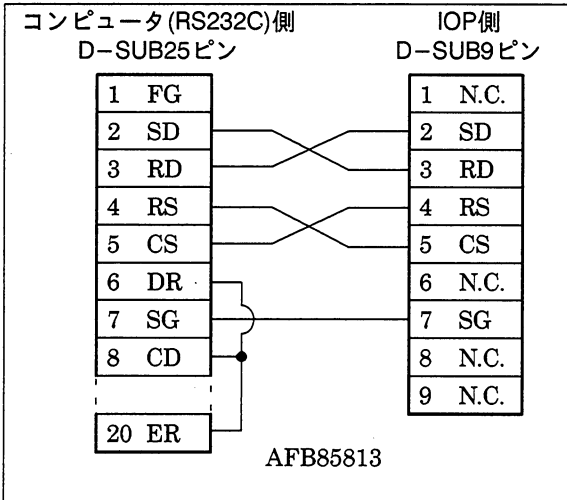 コンピュータ(RS232C)側
D-SUB25ピン
IOP側
D-SUB9ピン
1 FG
2 SD
3 RD
4 RS
5 CS
6 DR
7 SG
8 CD
20 ER
1 N.C.
2 SD
3 RD
4 RS
5 CS
6 N.C.
7 SG
8 N.C.
9 N.C.
AFB85813